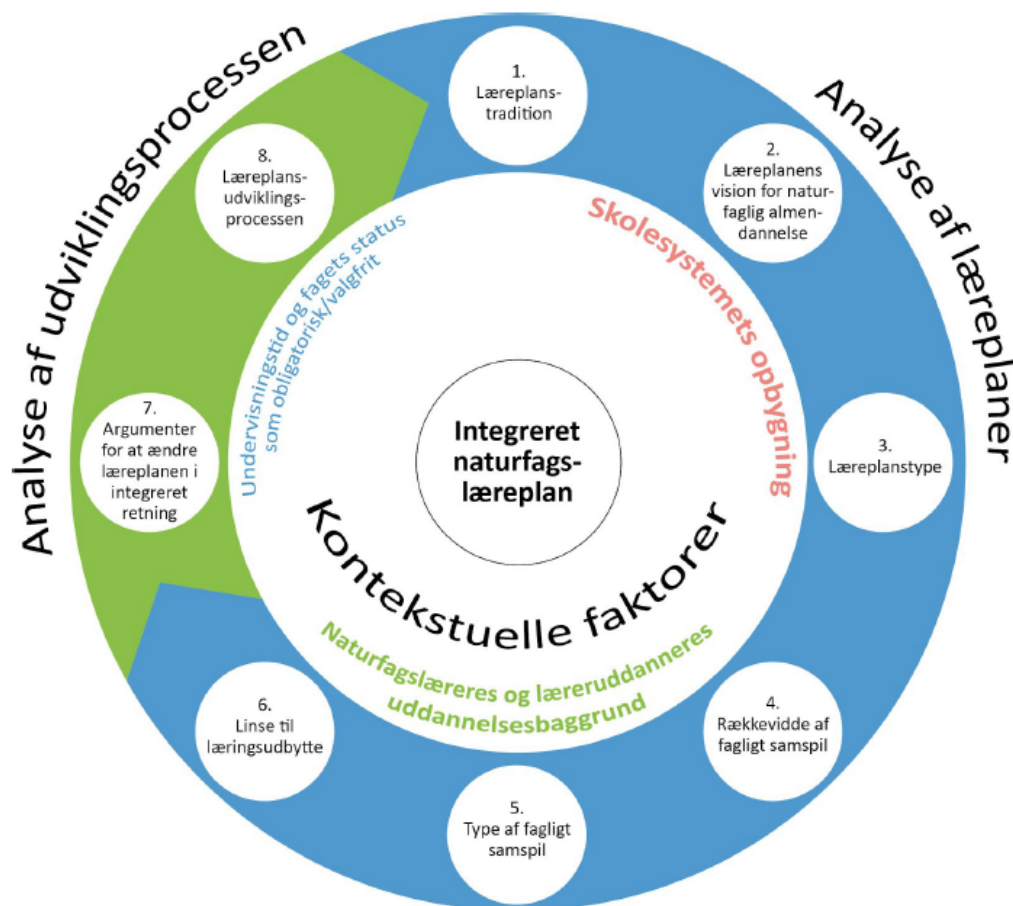 Analyse af udviklingsprocessen
Analyse af læreplaner
1.
Læreplans-
tradition
2.
Læreplanens
vision for natur-
faglig almen-
dannelse
3.
Læreplanstype
4.
Rækkevidde af
fagligt samspil
5.
Type af fagligt
samspil
6.
Linse til
læringsudbytte
7.
Argumenter
for at ændre
læreplanen i
integreret
retning
8.
Læreplans-
udviklings-
processen
Undervisningstid og fagets status
som obligatorisk/valgfrit
Skolesystemets opbygning
Integreret
naturfags-
læreplan
Kontekstuelle faktorer
Naturfagslæreres og læreruddanneres
uddannelsesbaggrund